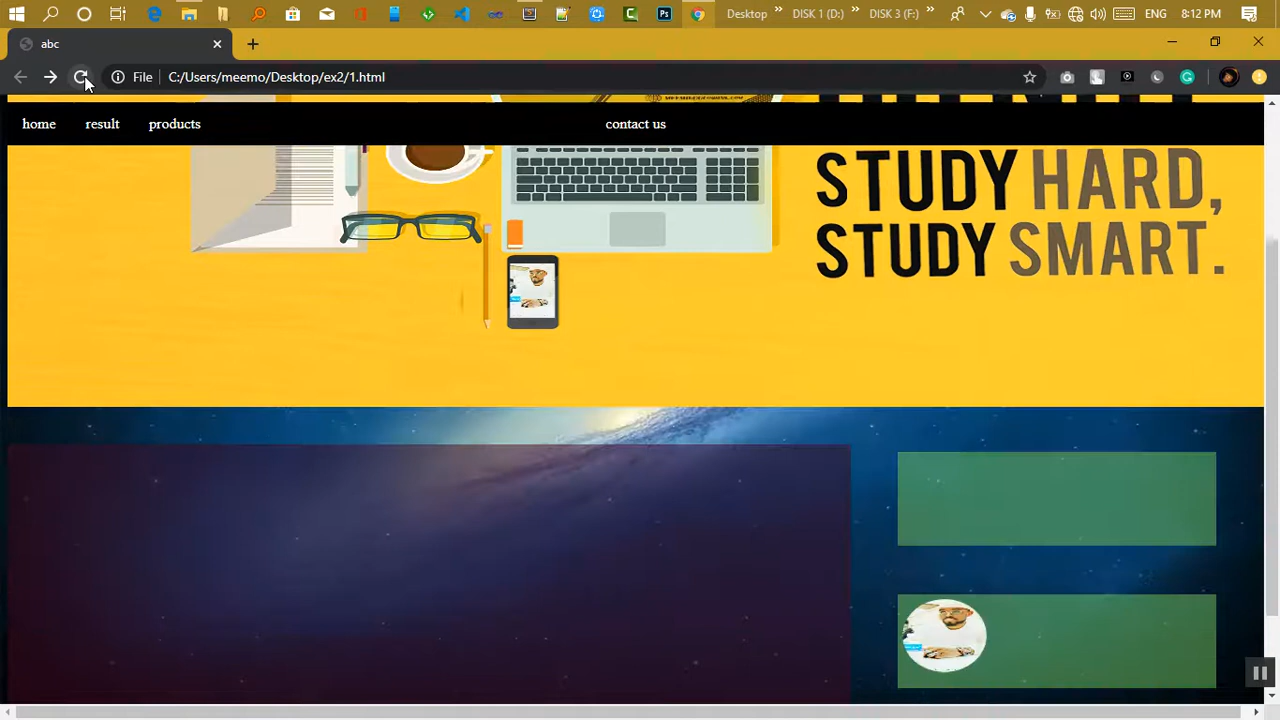 Desktop
DISK 1 (D:)
DISK 3 (F:)
ENG
8:12 PM
abc
File
C:/Users/meemo/Desktop/ex2/1.html
home
result
products
contact us
STUDY HARD,
STUDY SMART.